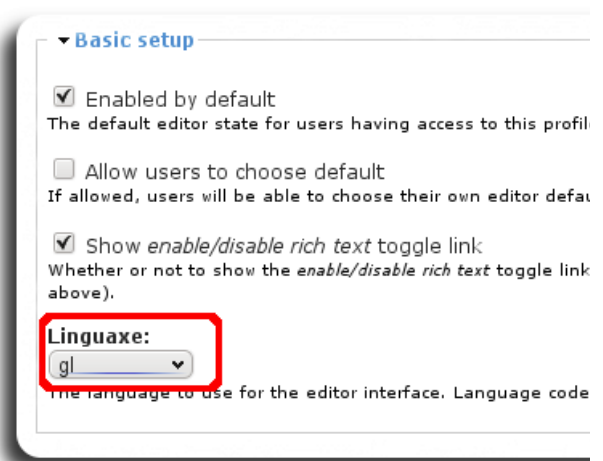 Basic setup
Enabled by default
The default editor state for users having access to this
Allow users to choose default
If allowed, users will be able to choose their own editor
Show enable/disable rich text toggle link
Whether or not to show the enable/disable rich text toggle link
above).
Linguaxe:
gl
The language to use for the editor interface. Language code